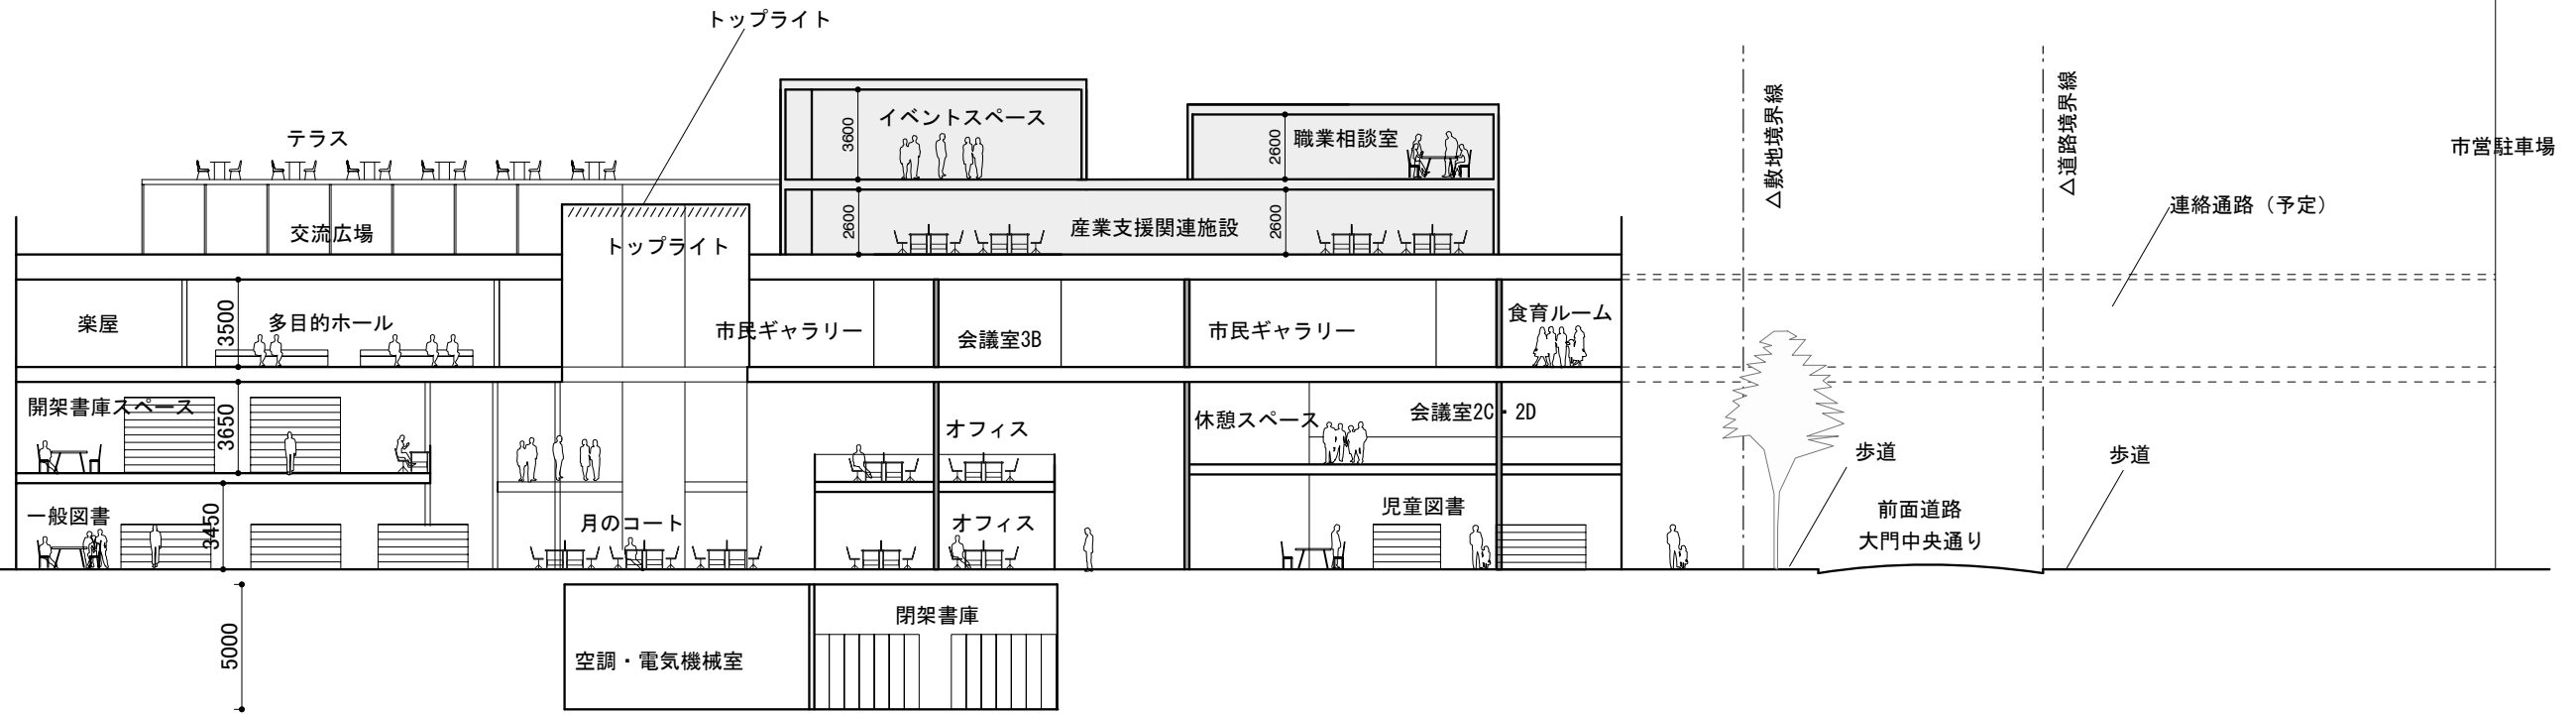 トップライト
テラス
イベントスペース
3600
職業相談室
2600
△敷地境界線
△道路境界線
市営駐車場
連絡通路（予定）
交流広場
トップライト
2600
産業支援関連施設
2600
楽屋
多目的ホール
3500
市民ギャラリー
会議室3B
市民ギャラリー
食育ルーム
開架書庫スペース
3650
オフィス
休憩スペース
会議室2C・2D
歩道
歩道
一般図書
3450
月のコート
オフィス
児童図書
前面道路
大門中央通り
5000
空調・電気機械室
閉架書庫